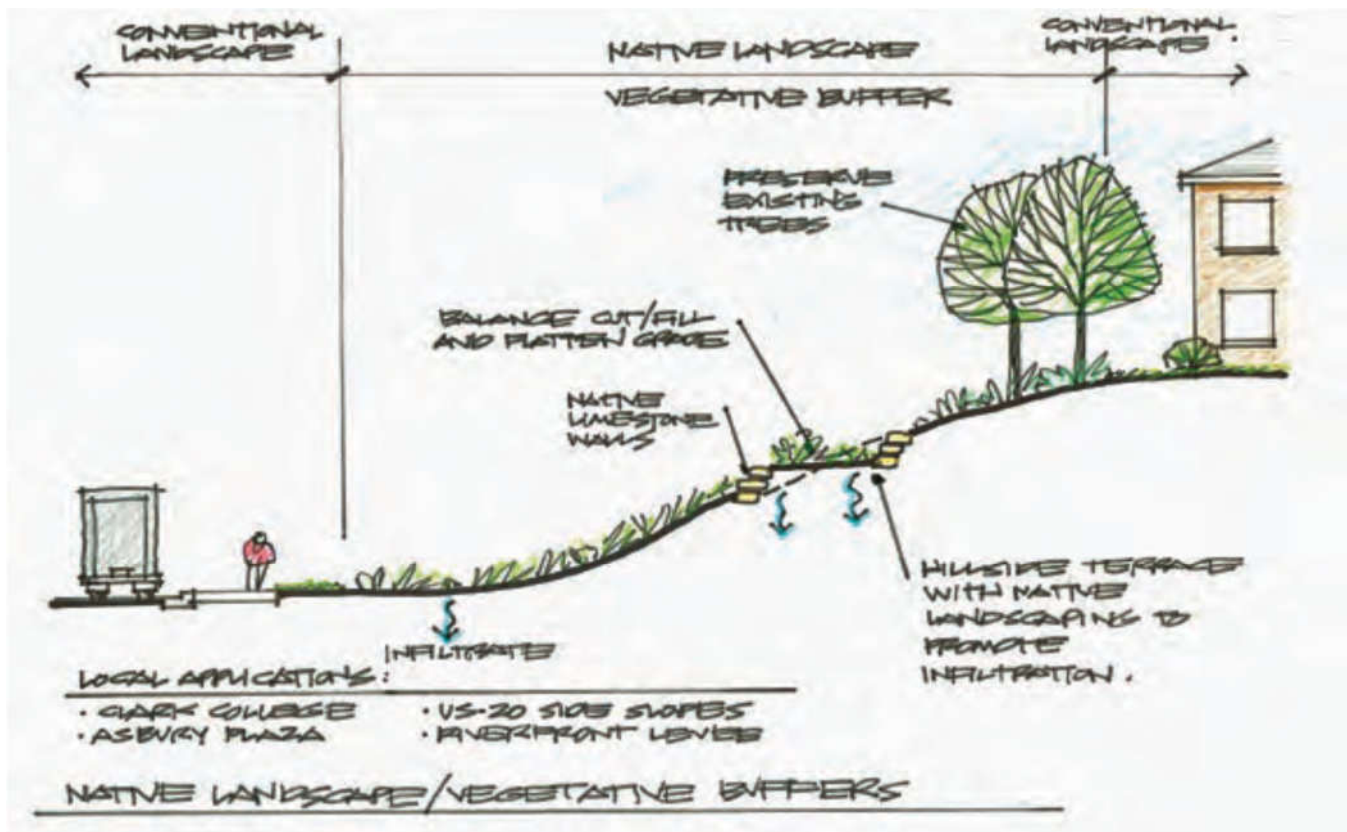 CONVENTIONAL
LANDSCAPE
NATIVE LANDSCAPE
VEGETATIVE BUFFER
CONVENTIONAL
LANDSCAPE.
PRESERVE
EXISTING
TREES
BALANCE CUT/FILL
AND FLATTEN GRADE
NATIVE
LIMESTONE
WALLS
HILLSIDE TERRACE
WITH NATIVE
LANDSCAPING TO
PROMOTE
INFILTRATION.
INFILTRATE
LOCAL APPLICATIONS:
• CLARK COLLEGE
• ASBURY PLAZA
• US-20 SIDE SLOPES
• RIVERFRONT LEVEE
NATIVE LANDSCAPE/VEGETATIVE BUFFERS